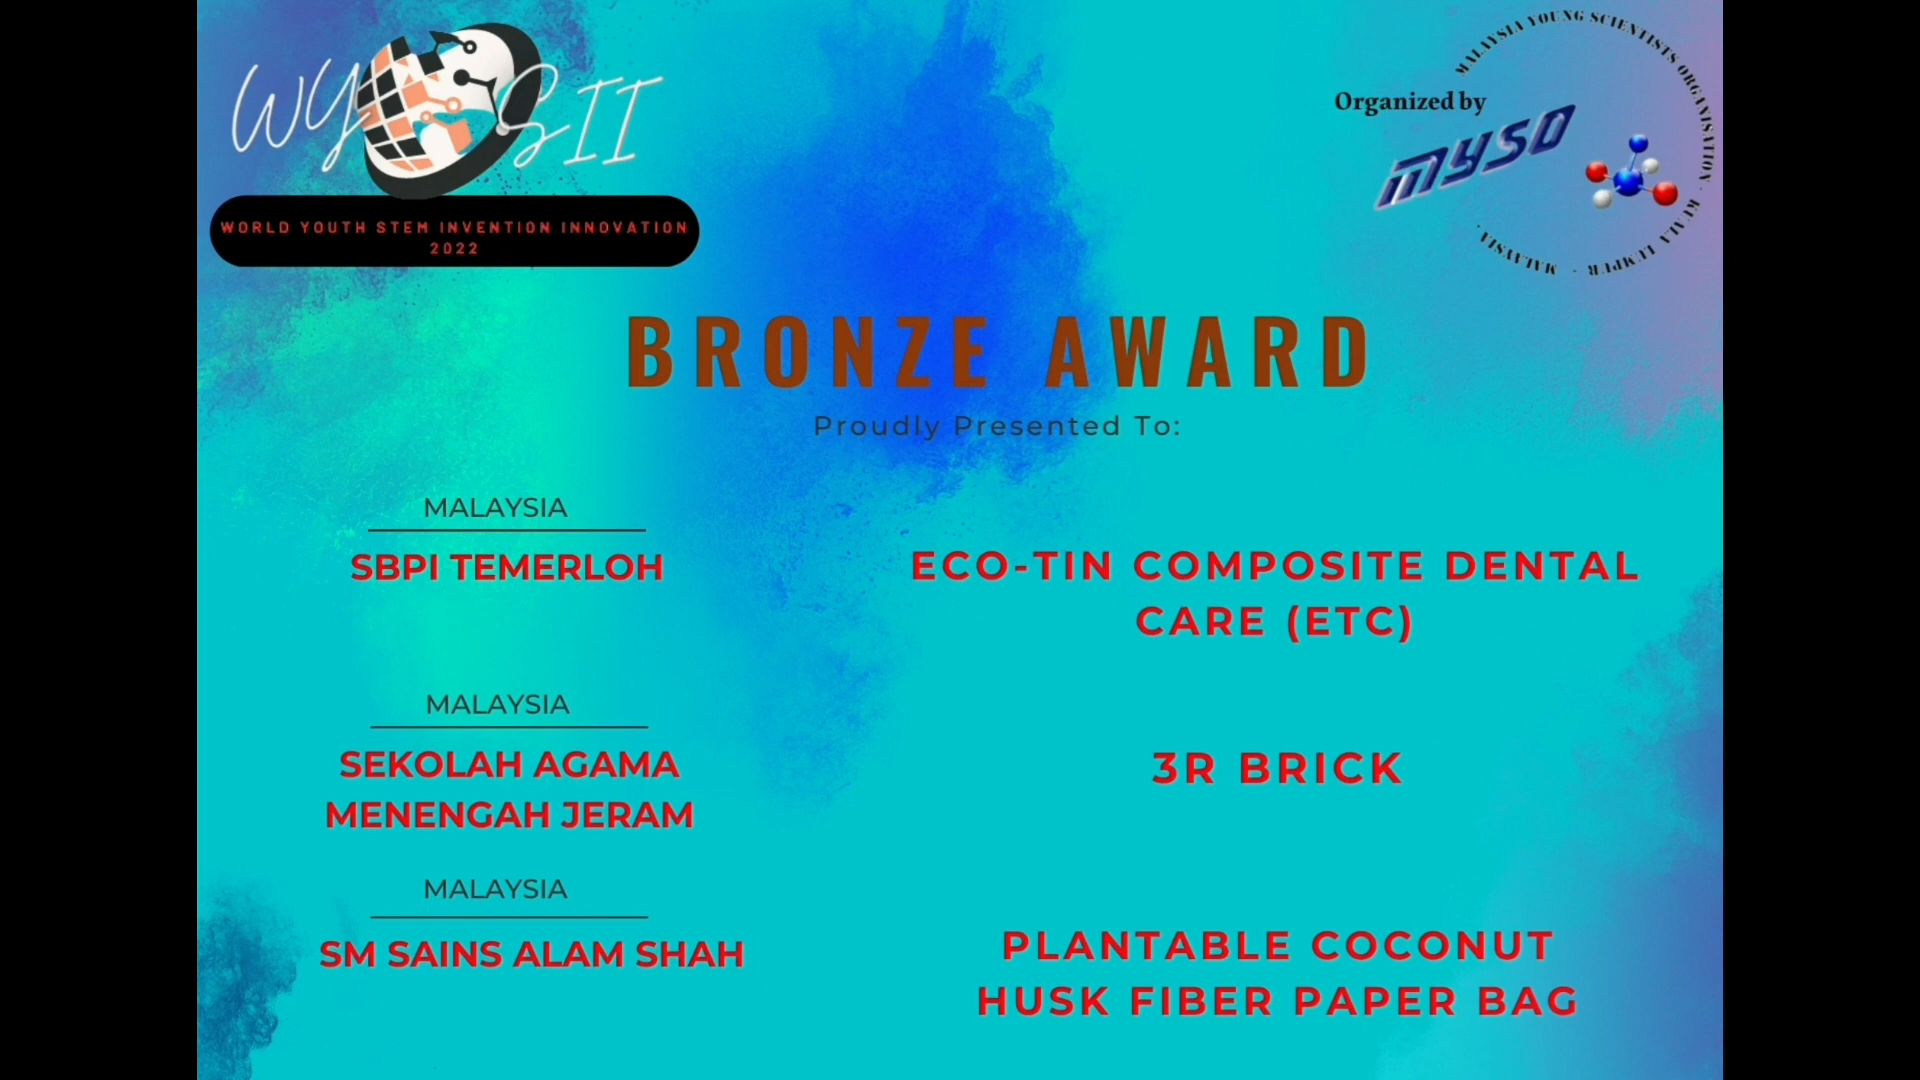 WYSII
WORLD YOUTH STEM INVENTION INNOVATION
2022
MALAYSIA YOUNG SCIENTISTS ORGANISATION · KUALA LUMPUR · MALAYSIA ·
Organized by
MYSO
BRONZE AWARD
Proudly Presented To:
MALAYSIA
SBPI TEMERLOH
ECO-TIN COMPOSITE DENTAL
CARE (ETC)
MALAYSIA
SEKOLAH AGAMA
MENENGAH JERAM
3R BRICK
MALAYSIA
SM SAINS ALAM SHAH
PLANTABLE COCONUT
HUSK FIBER PAPER BAG